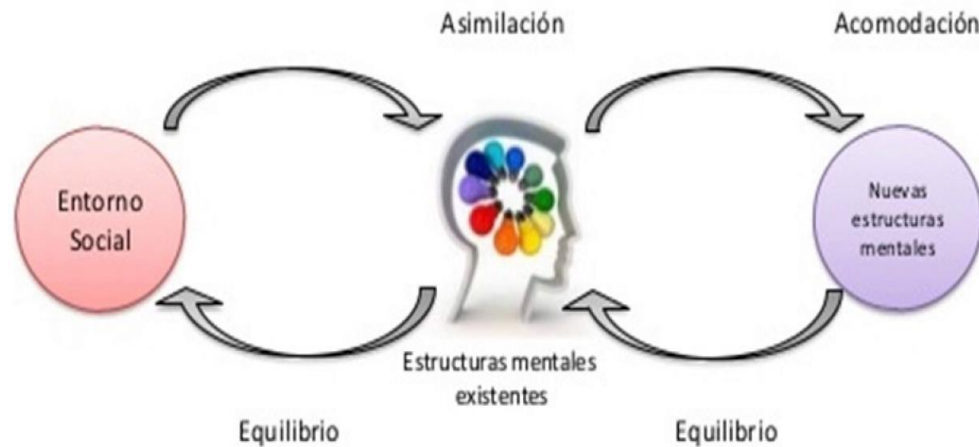 Asimilación
Acomodación
Entorno
Social
Nuevas
estructuras
mentales
Estructuras mentales
existentes
Equilibrio
Equilibrio